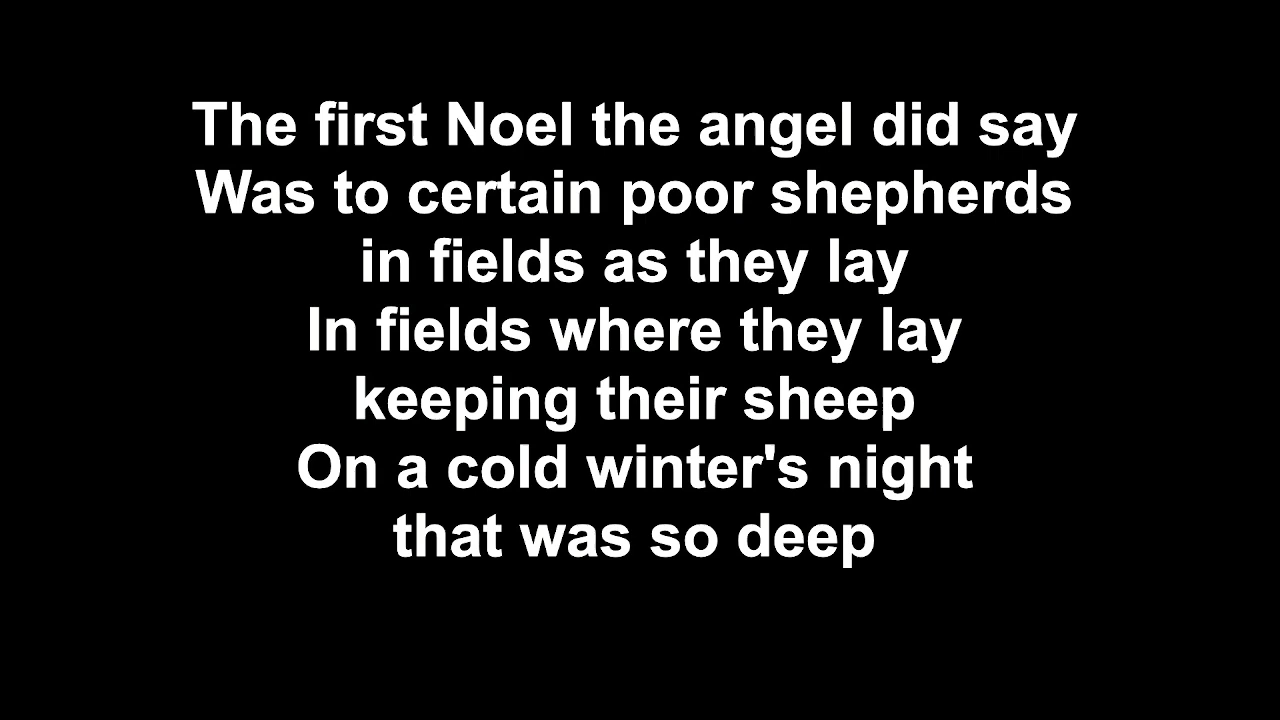 The first Noel the angel did say
Was to certain poor shepherds
in fields as they lay
In fields where they lay
keeping their sheep
On a cold winter's night
that was so deep